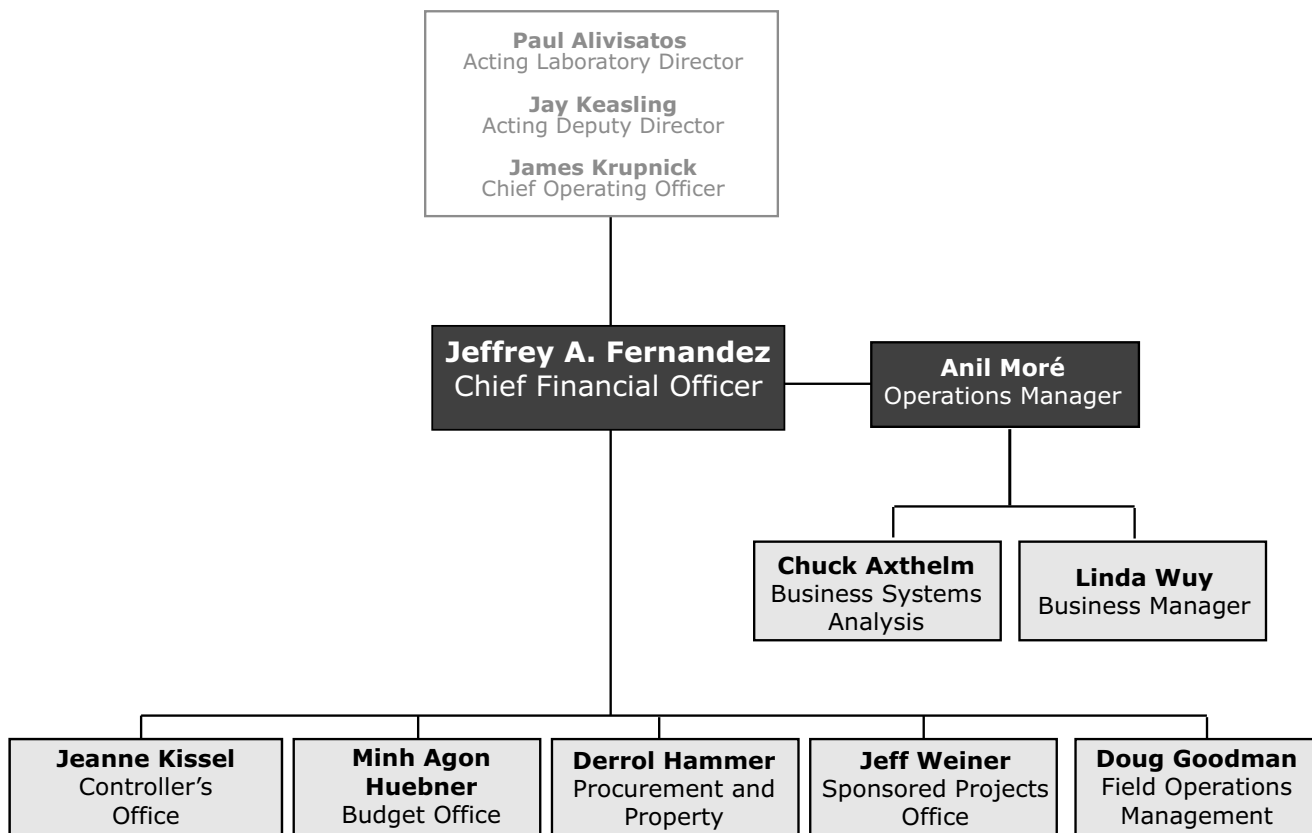 Paul Alivisatos
Acting Laboratory Director
Jay Keasling
Acting Deputy Director
James Krupnick
Chief Operating Officer
Jeffrey A. Fernandez
Chief Financial Officer
Anil Moré
Operations Manager
Chuck Axthelm
Business Systems
Analysis
Linda Wuy
Business Manager
Jeanne Kissel
Controller’s
Office
Minh Agon
Huebner
Budget Office
Derrol Hammer
Procurement and
Property
Jeff Weiner
Sponsored Projects
Office
Doug Goodman
Field Operations
Management